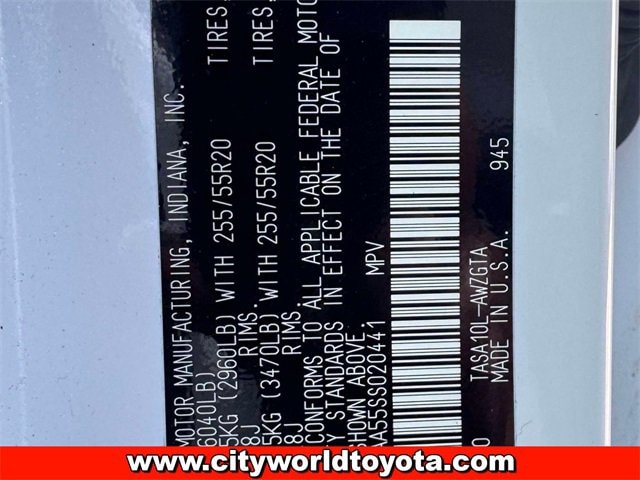 MOTOR MANUFACTURING, INDIANA, INC.
6040LB)
5KG (2960LB) WITH 255/55R20 TIRES,
8J RIMS.
5KG (3470LB) WITH 255/55R20 TIRES,
8J RIMS.
CONFORMS TO ALL APPLICABLE FEDERAL MOTO
Y STANDARDS IN EFFECT ON THE DATE OF
SHOWN ABOVE.
AA55SS020441 MPV
0 TASA10L-AWZGTA 945
MADE IN U.S.A.
www.cityworldtoyota.com